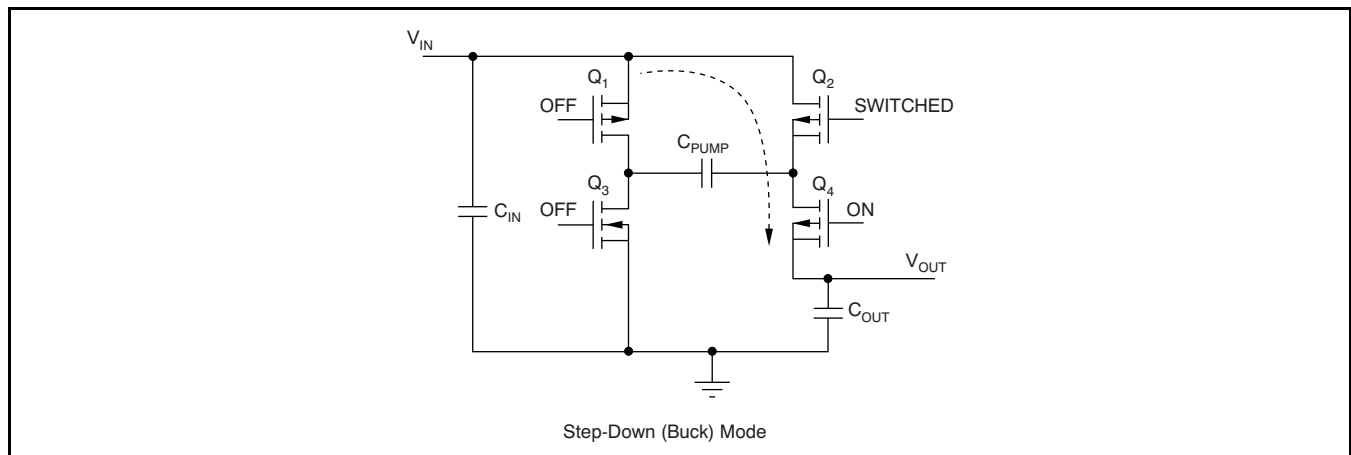 V_IN
Q_1
Q_2
OFF
SWITCHED
C_PUMP
Q_3
Q_4
C_IN
OFF
ON
V_OUT
C_OUT
Step-Down (Buck) Mode